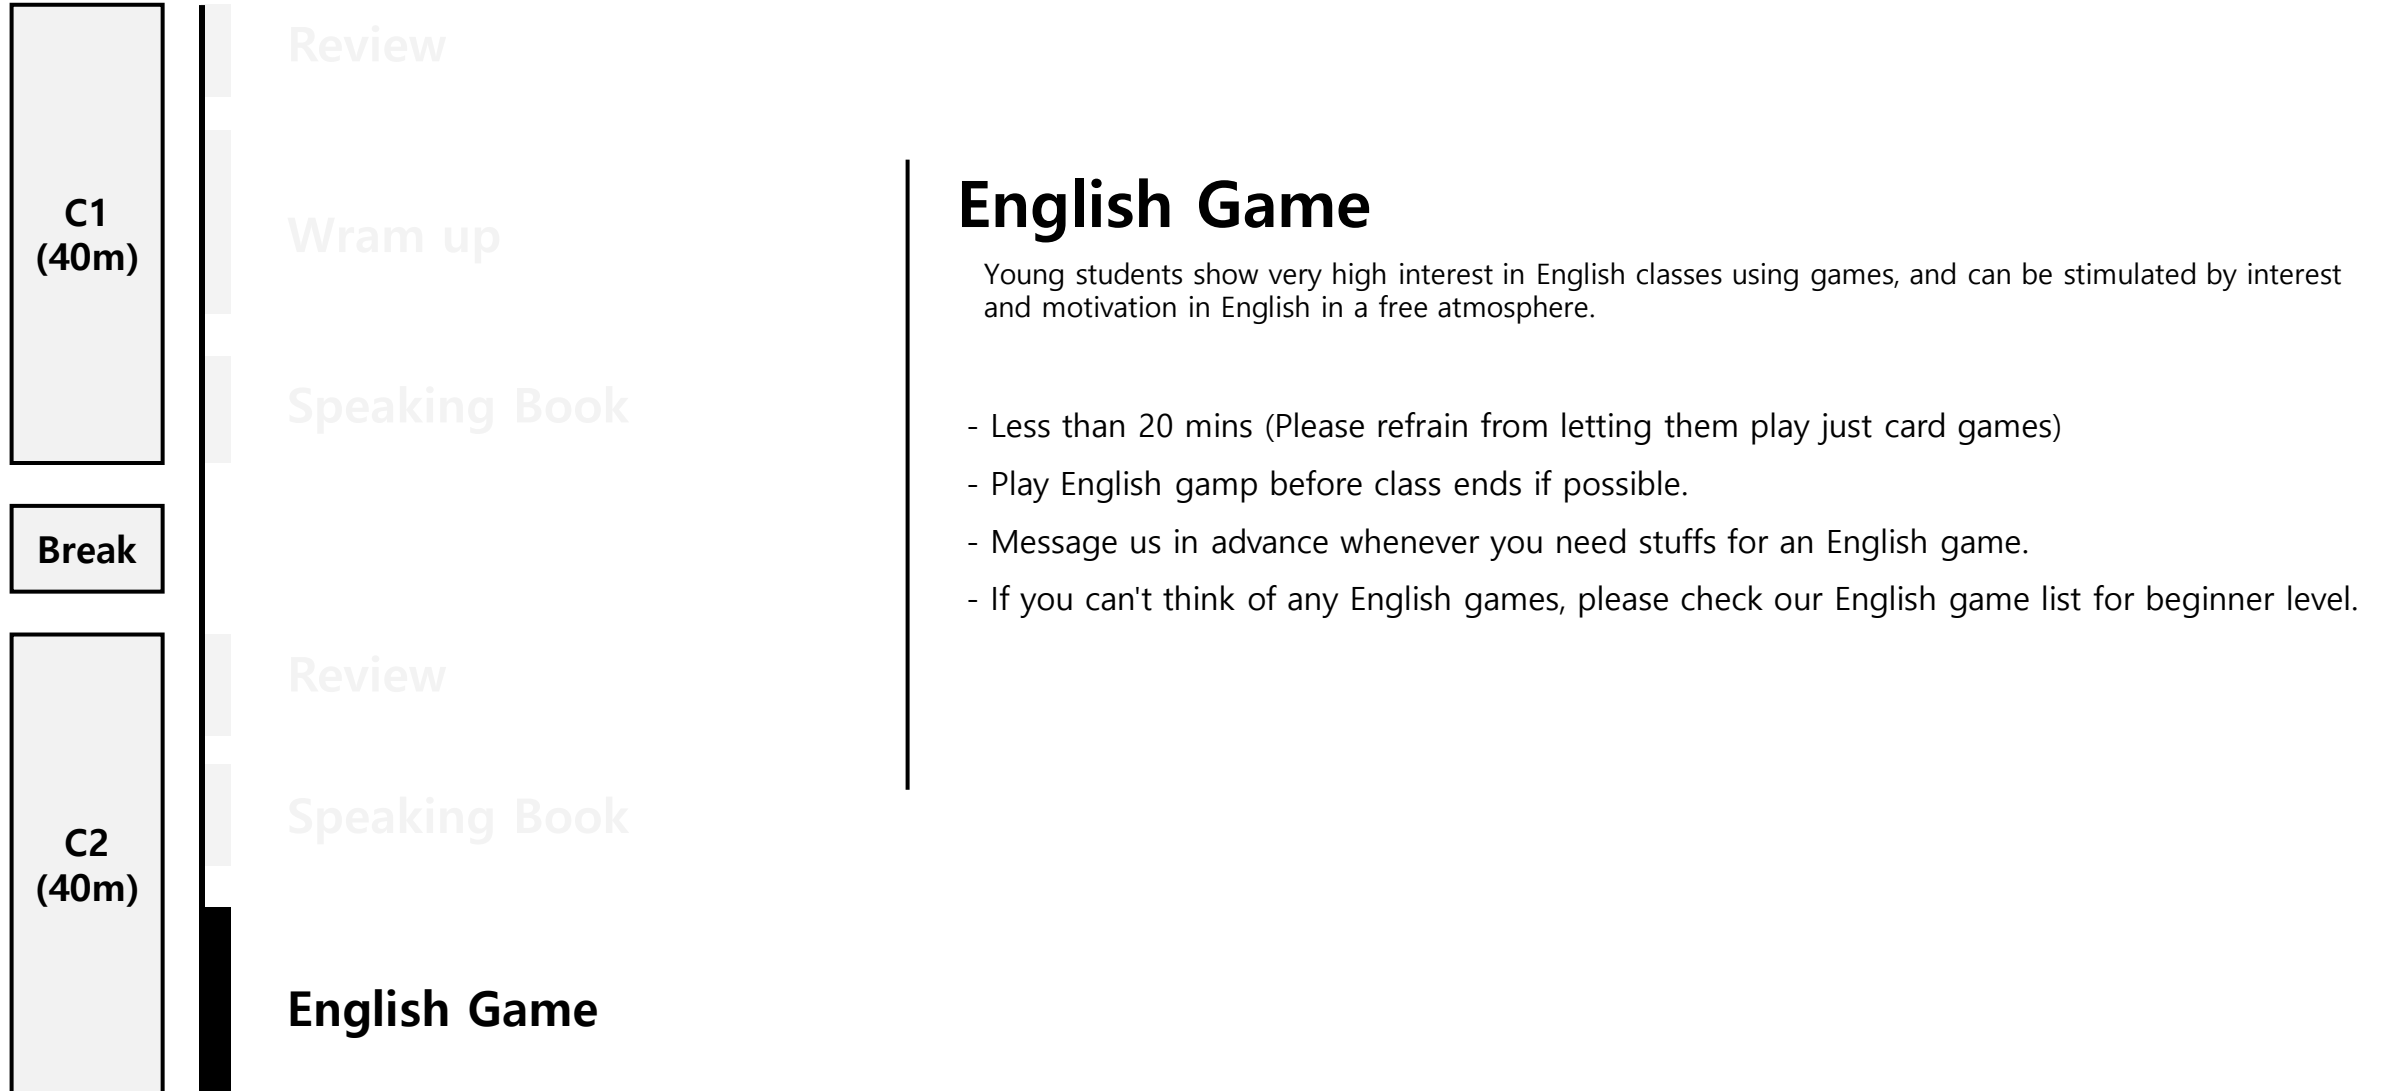 C1
(40m)
Break
C2
(40m)
Review
Wram up
Speaking Book
Review
Speaking Book
English Game
English Game
Young students show very high interest in English classes using games, and can be stimulated by interest
and motivation in English in a free atmosphere.
- Less than 20 mins (Please refrain from letting them play just card games)
- Play English gamp before class ends if possible.
- Message us in advance whenever you need stuffs for an English game.
- If you can't think of any English games, please check our English game list for beginner level.